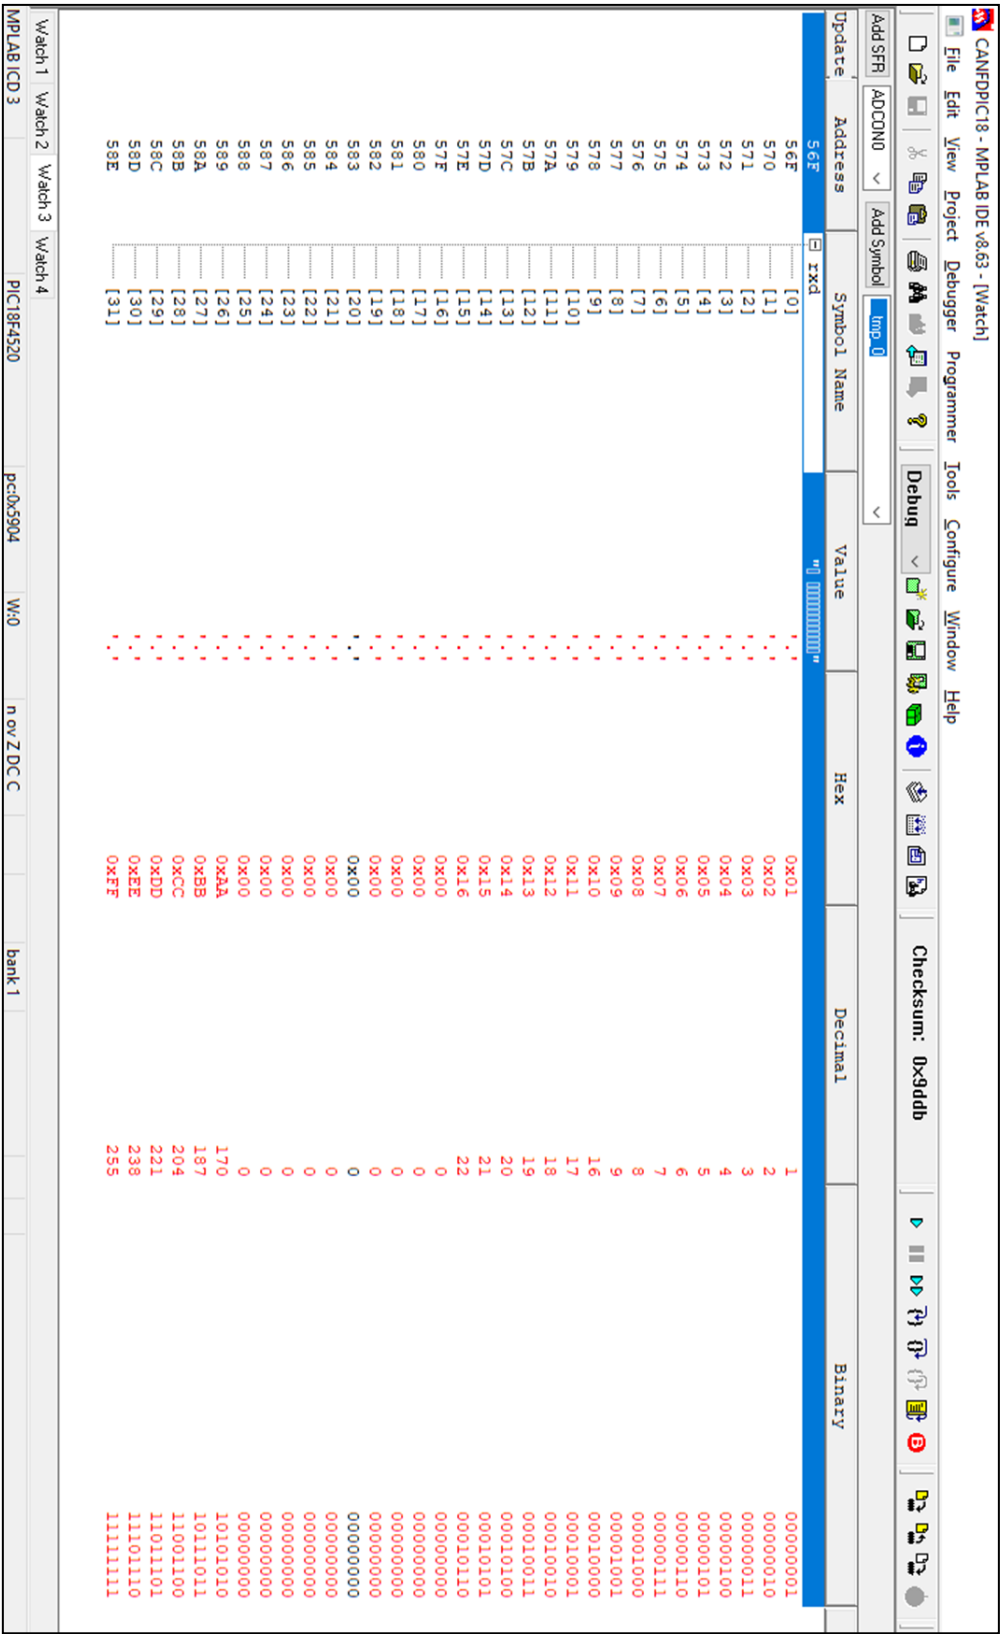 CANFDPIC18 - MPLAB IDE v8.63 - [Watch]
File Edit View Project Debugger Programmer Tools Configure Window Help
Debug Checksum: 0x9ddb
Add SFR ADCON0 Add Symbol __tmp_0
Update Address Symbol Name Value Hex Decimal Binary
56F rxd
56F [0] '.' 0x01 1 00000001
570 [1] '.' 0x02 2 00000010
571 [2] '.' 0x03 3 00000011
572 [3] '.' 0x04 4 00000100
573 [4] '.' 0x05 5 00000101
574 [5] '.' 0x06 6 00000110
575 [6] '.' 0x07 7 00000111
576 [7] '.' 0x08 8 00001000
577 [8] '.' 0x09 9 00001001
578 [9] '.' 0x10 16 00010000
579 [10] '.' 0x11 17 00010001
57A [11] '.' 0x12 18 00010010
57B [12] '.' 0x13 19 00010011
57C [13] '.' 0x14 20 00010100
57D [14] '.' 0x15 21 00010101
57E [15] '.' 0x16 22 00010110
57F [16] '.' 0x00 0 00000000
580 [17] '.' 0x00 0 00000000
581 [18] '.' 0x00 0 00000000
582 [19] '.' 0x00 0 00000000
583 [20] '.' 0x00 0 00000000
584 [21] '.' 0x00 0 00000000
585 [22] '.' 0x00 0 00000000
586 [23] '.' 0x00 0 00000000
587 [24] '.' 0x00 0 00000000
588 [25] '.' 0x00 0 00000000
589 [26] '.' 0xAA 170 10101010
58A [27] '.' 0xBB 187 10111011
58B [28] '.' 0xCC 204 11001100
58C [29] '.' 0xDD 221 11011101
58D [30] '.' 0xEE 238 11101110
58E [31] '.' 0xFF 255 11111111
Watch 1 Watch 2 Watch 3 Watch 4
MPLAB ICD 3 PIC18F4520 pc:0x5904 W:0 n ov Z DC C bank 1